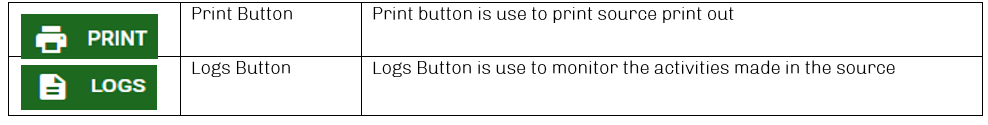 PRINT
Print Button
Print button is use to print source print out
LOGS
Logs Button
Logs Button is use to monitor the activities made in the source